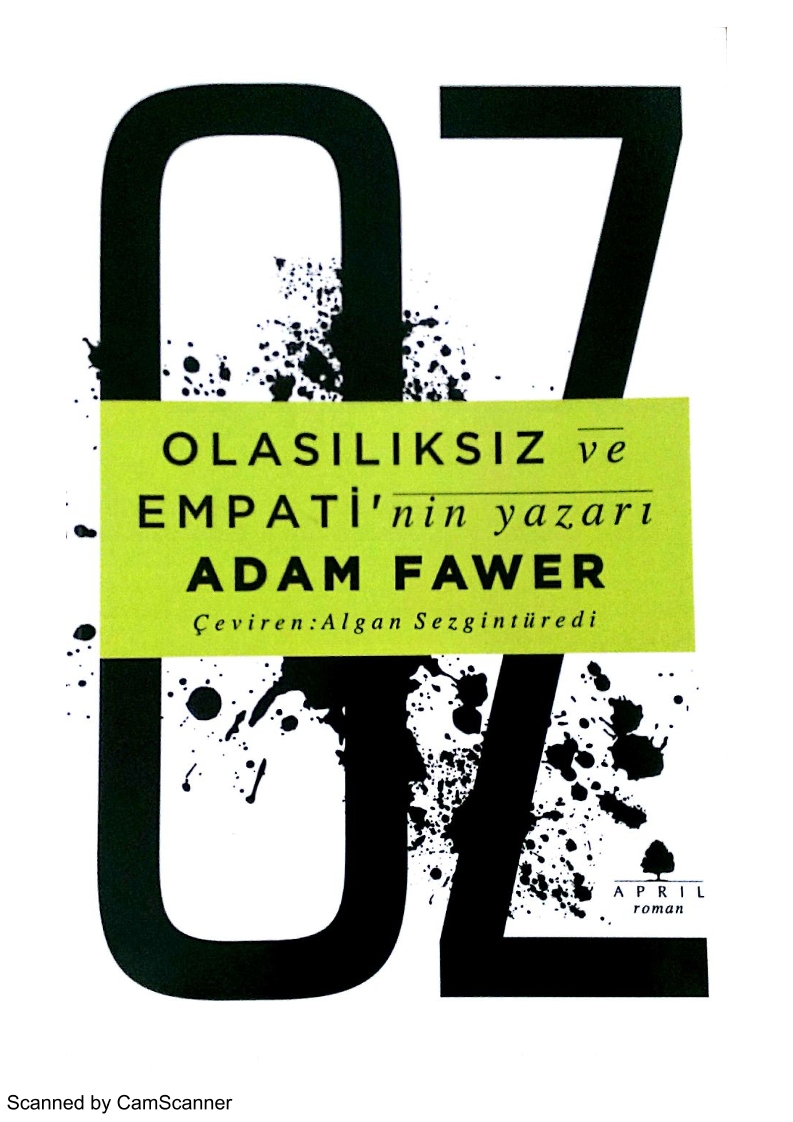 OZ
OLASILIKSIZ ve
EMPATİ'nin yazarı
ADAM FAWER
Çeviren:Algan Sezgintüredi
APRIL
roman
Scanned by CamScanner